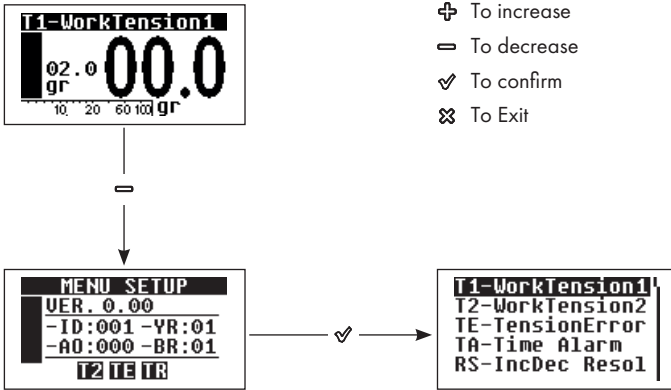 T1-WorkTension1
02.0 00.0
gr
10 20 60 100 gr
To increase
To decrease
To confirm
To Exit
MENU SETUP
VER. 0.00
-ID:001 -YR:01
-AO:000 -BR:01
T2 TE TR
T1-WorkTension1
T2-WorkTension2
TE-TensionError
TA-Time Alarm
RS-IncDec Resol